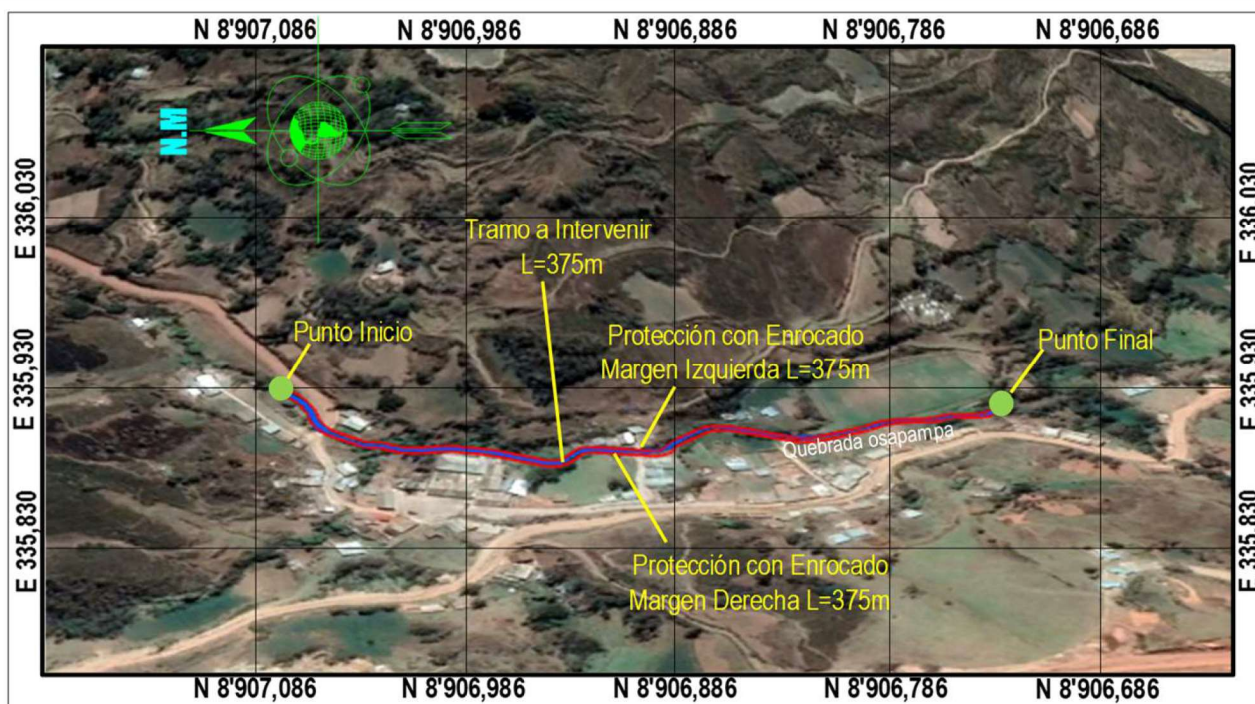 N 8'907,086
N 8'906,986
N 8'906,886
N 8'906,786
N 8'906,686
N.M
E 336,030
E 336,030
Tramo a Intervenir
L=375m
Punto Inicio
Protección con Enrocado
Margen Izquierda L=375m
Punto Final
E 335,930
E 335,930
Quebrada osapampa
E 335,830
E 335,830
Protección con Enrocado
Margen Derecha L=375m
N 8'907,086
N 8'906,986
N 8'906,886
N 8'906,786
N 8'906,686